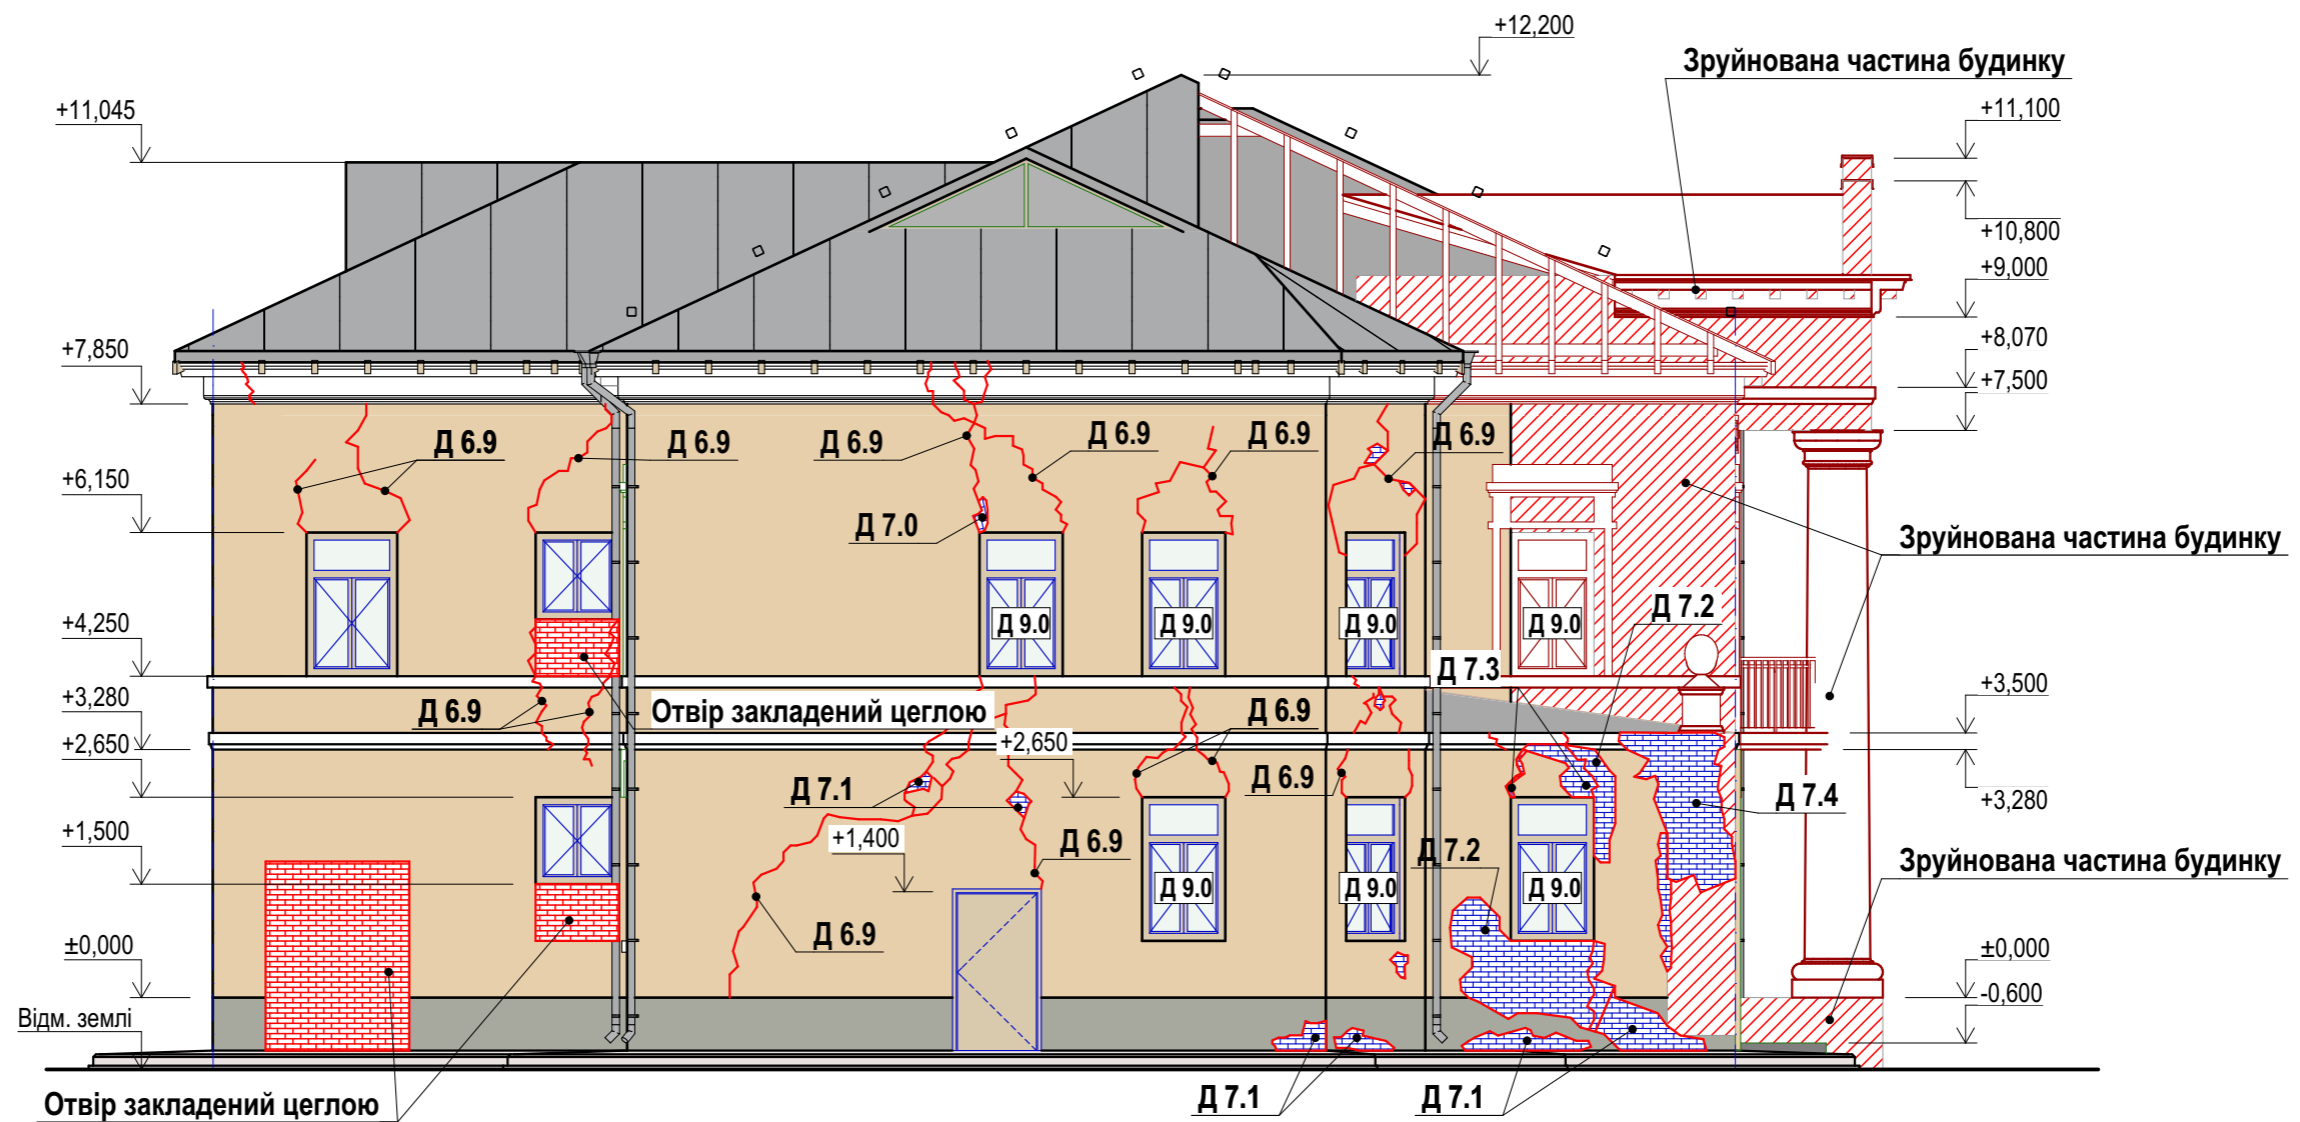 +12,200
Зруйнована частина будинку
+11,045
+11,100
+10,800
+9,000
+7,850
+8,070
+7,500
Д 6.9
Д 6.9
Д 6.9
Д 6.9
Д 6.9
Д 6.9
+6,150
Д 7.0
Зруйнована частина будинку
+4,250
Д 9.0
Д 9.0
Д 9.0
Д 9.0
Д 7.2
Д 7.3
+3,280
Д 6.9
Отвір закладений цеглою
Д 6.9
+3,500
+2,650
+2,650
Д 7.1
Д 6.9
Д 7.4
+3,280
+1,500
+1,400
Д 6.9
Д 7.2
Зруйнована частина будинку
Д 9.0
Д 9.0
Д 9.0
Д 6.9
±0,000
±0,000
-0,600
Відм. землі
Отвір закладений цеглою
Д 7.1
Д 7.1